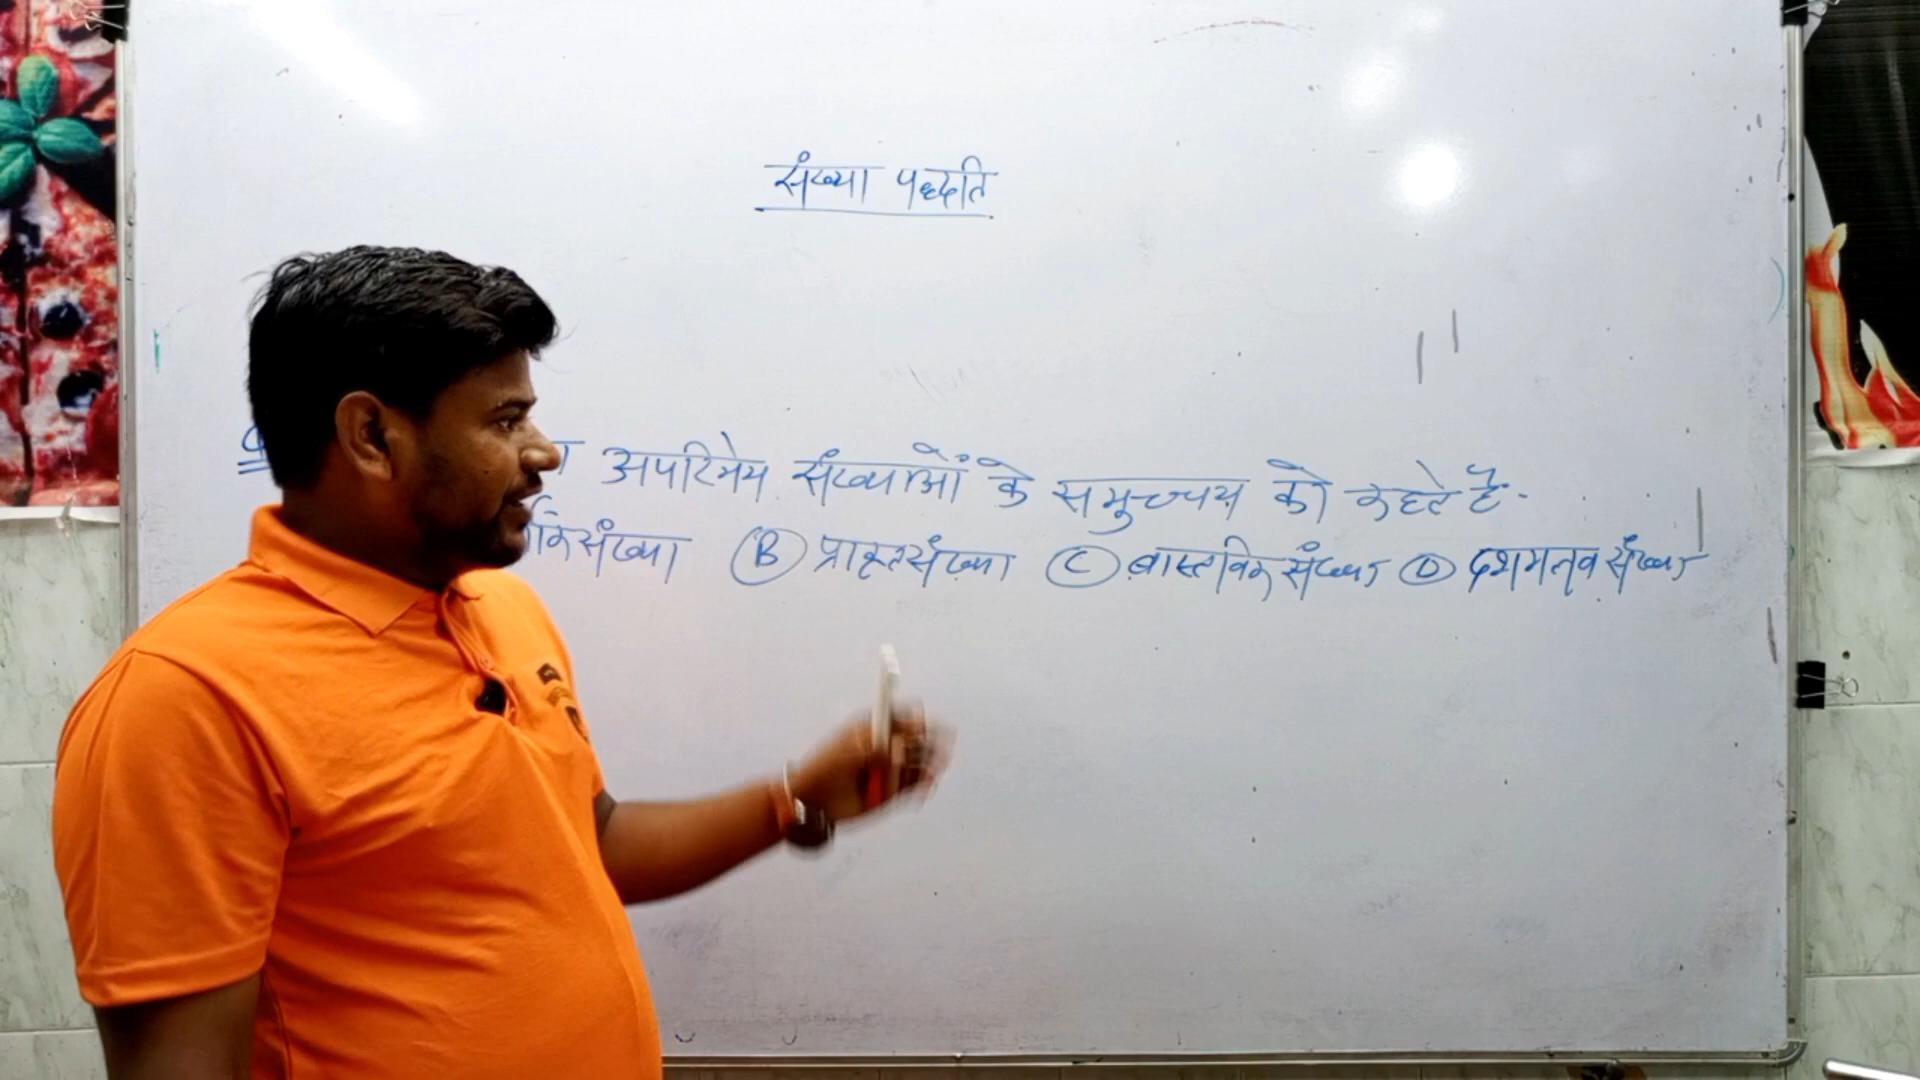 संख्या पद्धति
अपरिमेय संख्याओं के समुच्चय को कहते है-
संख्या (B) प्राकृत संख्या (C) वास्तविक संख्या (D) दशमलव संख्या